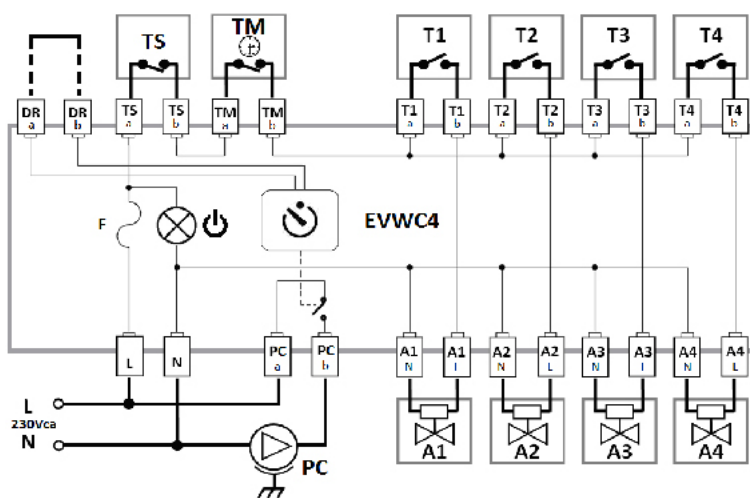 TS TM T1 T2 T3 T4
DR a DR b TS a TS b TM a TM b T1 a T1 b T2 a T2 b T3 a T3 b T4 a T4 b
F EVWC4
L N PC a PC b A1 N A1 L A2 N A2 L A3 N A3 L A4 N A4 L
L
230Vca
N
PC
A1 A2 A3 A4